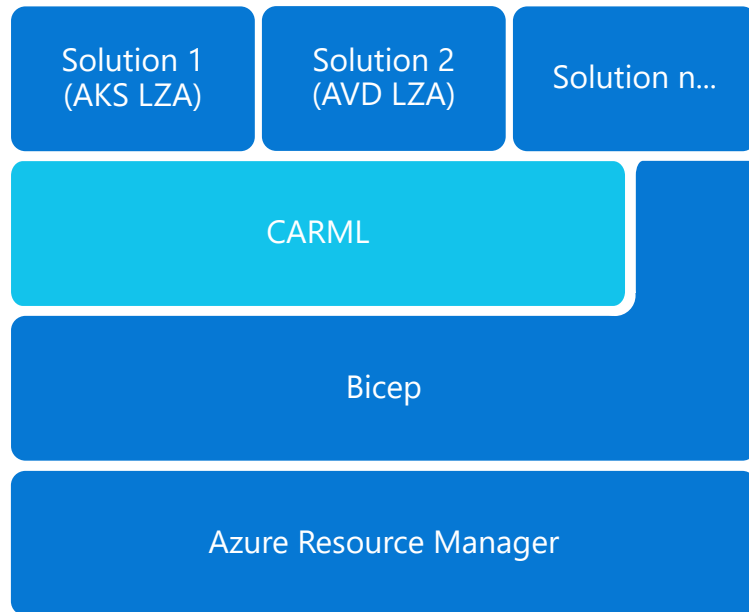 Solution 1
(AKS LZA)
Solution 2
(AVD LZA)
Solution n...
CARML
Bicep
Azure Resource Manager